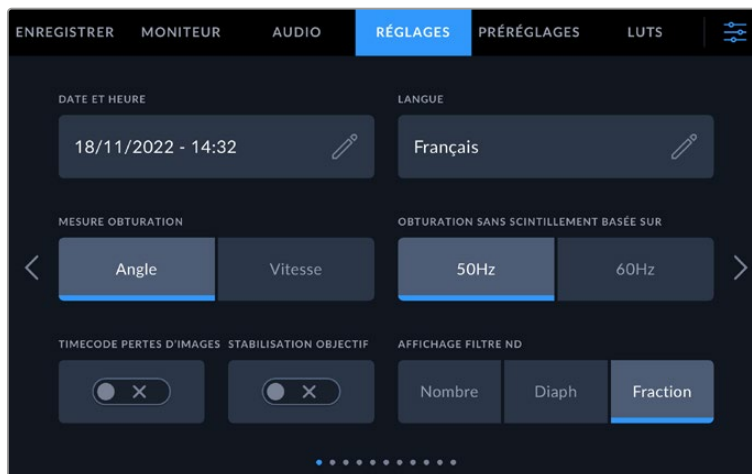 ENREGISTRER MONITEUR AUDIO RÉGLAGES PRÉRÉGLAGES LUTS
DATE ET HEURE LANGUE
18/11/2022 - 14:32 Français
MESURE OBTURATION OBTURATION SANS SCINTILLEMENT BASÉE SUR
Angle Vitesse 50Hz 60Hz
TIMECODE PERTES D'IMAGES STABILISATION OBJECTIF AFFICHAGE FILTRE ND
Nombre Diaph Fraction